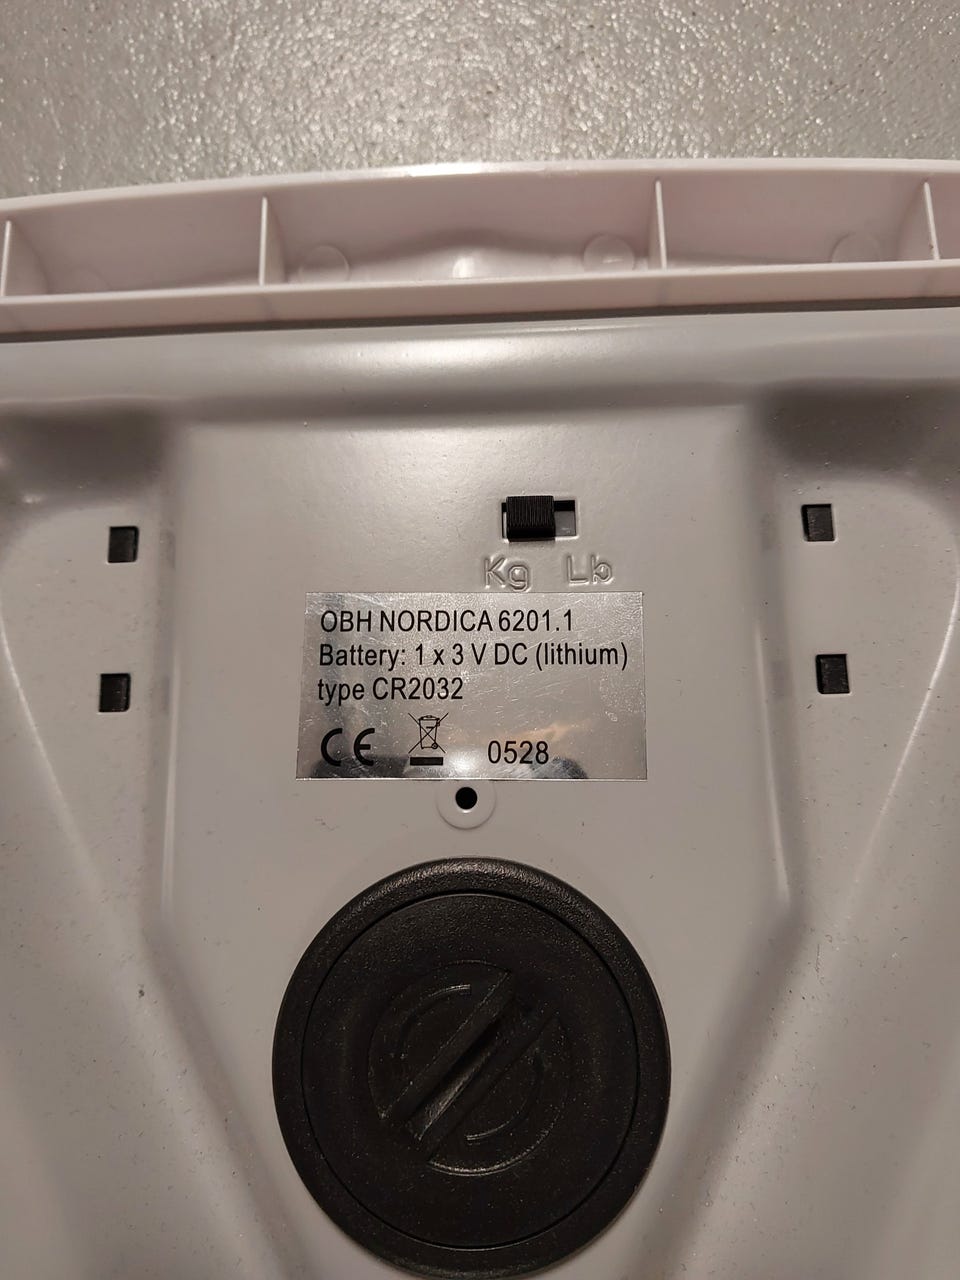 Kg Lb
OBH NORDICA 6201.1
Battery: 1 x 3 V DC (lithium)
type CR2032
CE 0528